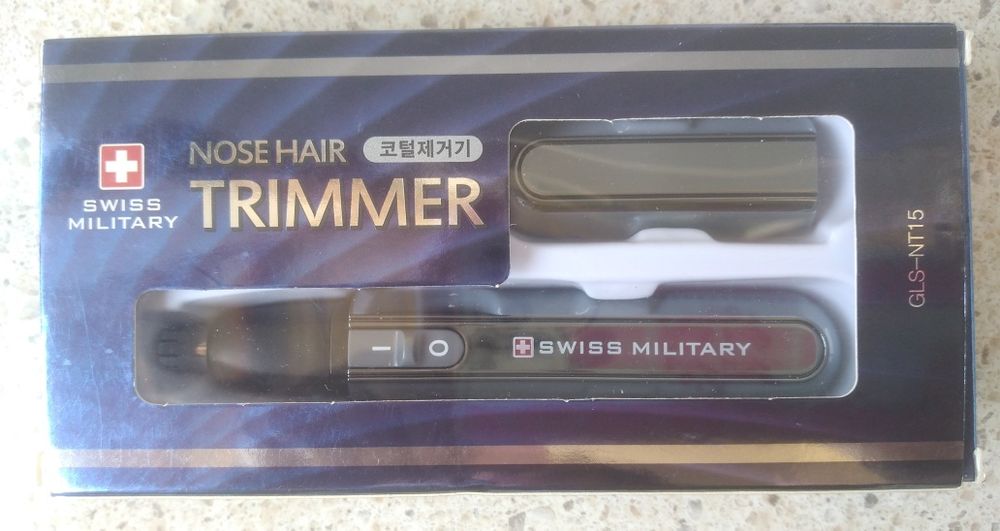 NOSE HAIR 코털제거기
TRIMMER
SWISS
MILITARY
GLS-NT15
I O
SWISS MILITARY